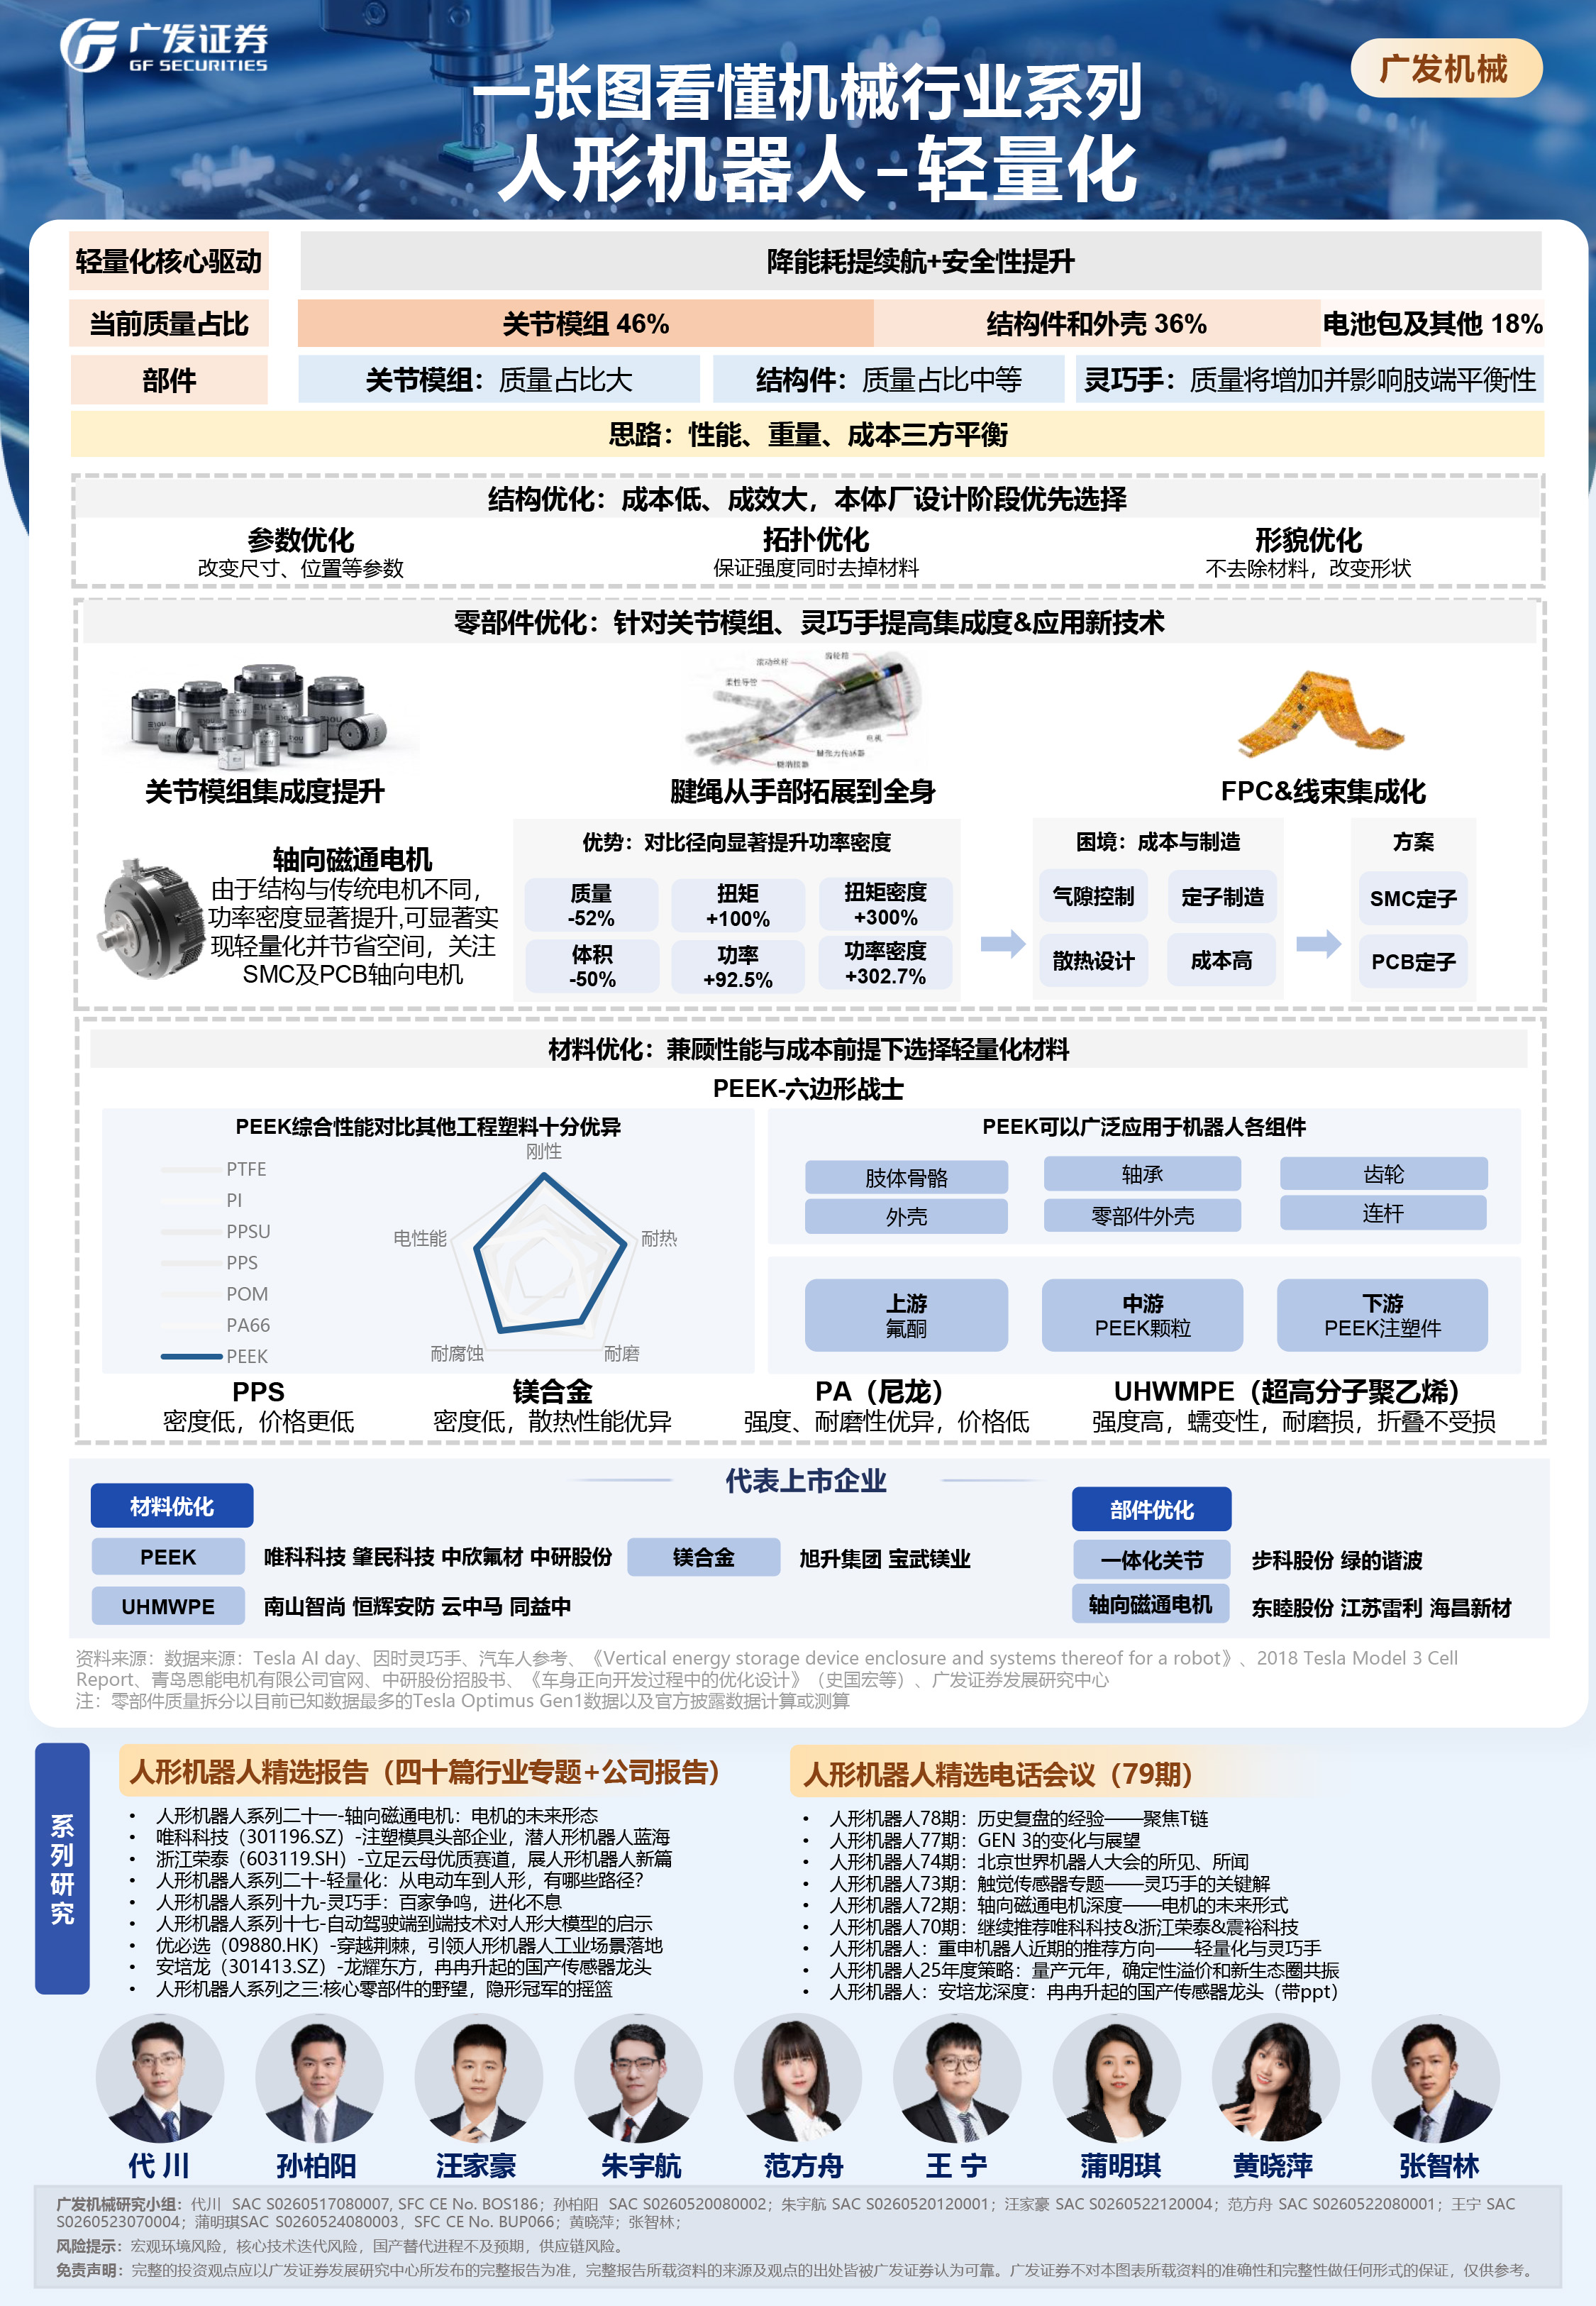 广发证券
GF SECURITIES
广发机械
一张图看懂机械行业系列
人形机器人-轻量化
轻量化核心驱动
降能耗提续航+安全性提升
当前质量占比
关节模组 46%
结构件和外壳 36%
电池包及其他 18%
部件
关节模组：质量占比大
结构件：质量占比中等
灵巧手：质量将增加并影响肢端平衡性
思路：性能、重量、成本三方平衡
结构优化：成本低、成效大，本体厂设计阶段优先选择
参数优化
改变尺寸、位置等参数
拓扑优化
保证强度同时去掉材料
形貌优化
不去除材料，改变形状
零部件优化：针对关节模组、灵巧手提高集成度&应用新技术
滚动丝杆
齿轮箱
柔性导管
电机
腱张力传感器
关节模组集成度提升
腱绳从手部拓展到全身
FPC&线束集成化
轴向磁通电机
由于结构与传统电机不同，
功率密度显著提升,可显著实
现轻量化并节省空间，关注
SMC及PCB轴向电机
优势：对比径向显著提升功率密度
质量
-52%
扭矩
+100%
扭矩密度
+300%
体积
-50%
功率
+92.5%
功率密度
+302.7%
困境：成本与制造
气隙控制
定子制造
散热设计
成本高
方案
SMC定子
PCB定子
材料优化：兼顾性能与成本前提下选择轻量化材料
PEEK-六边形战士
PEEK综合性能对比其他工程塑料十分优异
PTFE
PI
PPSU
PPS
POM
PA66
PEEK
刚性
电性能
耐热
耐腐蚀
耐磨
PEEK可以广泛应用于机器人各组件
肢体骨骼
轴承
齿轮
外壳
零部件外壳
连杆
上游
氟酮
中游
PEEK颗粒
下游
PEEK注塑件
PPS
密度低，价格更低
镁合金
密度低，散热性能优异
PA（尼龙）
强度、耐磨性优异，价格低
UHWMPE（超高分子聚乙烯）
强度高，蠕变性，耐磨损，折叠不受损
代表上市企业
材料优化
部件优化
PEEK
唯科科技 肇民科技 中欣氟材 中研股份
镁合金
旭升集团 宝武镁业
一体化关节
步科股份 绿的谐波
UHMWPE
南山智尚 恒辉安防 云中马 同益中
轴向磁通电机
东睦股份 江苏雷利 海昌新材
资料来源：数据来源：Tesla AI day、因时灵巧手、汽车人参考、《Vertical energy storage device enclosure and systems thereof for a robot》、2018 Tesla Model 3 Cell
Report、青岛恩能电机有限公司官网、中研股份招股书、《车身正向开发过程中的优化设计》（史国宏等）、广发证券发展研究中心
注：零部件质量拆分以目前已知数据最多的Tesla Optimus Gen1数据以及官方披露数据计算或测算
系列研究
人形机器人精选报告（四十篇行业专题+公司报告）
• 人形机器人系列二十一-轴向磁通电机：电机的未来形态
• 唯科科技（301196.SZ）-注塑模具头部企业，潜人形机器人蓝海
• 浙江荣泰（603119.SH）-立足云母优质赛道，展人形机器人新篇
• 人形机器人系列二十-轻量化：从电动车到人形，有哪些路径？
• 人形机器人系列十九-灵巧手：百家争鸣，进化不息
• 人形机器人系列十七-自动驾驶端到端技术对人形大模型的启示
• 优必选（09880.HK）-穿越荆棘，引领人形机器人工业场景落地
• 安培龙（301413.SZ）-龙耀东方，冉冉升起的国产传感器龙头
• 人形机器人系列之三:核心零部件的野望，隐形冠军的摇篮
人形机器人精选电话会议（79期）
• 人形机器人78期：历史复盘的经验——聚焦T链
• 人形机器人77期：GEN 3的变化与展望
• 人形机器人74期：北京世界机器人大会的所见、所闻
• 人形机器人73期：触觉传感器专题——灵巧手的关键解
• 人形机器人72期：轴向磁通电机深度——电机的未来形式
• 人形机器人70期：继续推荐唯科科技&浙江荣泰&震裕科技
• 人形机器人：重申机器人近期的推荐方向——轻量化与灵巧手
• 人形机器人25年度策略：量产元年，确定性溢价和新生态圈共振
• 人形机器人：安培龙深度：冉冉升起的国产传感器龙头（带ppt）
代 川
孙柏阳
汪家豪
朱宇航
范方舟
王 宁
蒲明琪
黄晓萍
张智林
广发机械研究小组：代川 SAC S0260517080007, SFC CE No. BOS186；孙柏阳 SAC S0260520080002；朱宇航 SAC S0260520120001；汪家豪 SAC S0260522120004；范方舟 SAC S0260522080001；王宁 SAC
S0260523070004；蒲明琪SAC S0260524080003，SFC CE No. BUP066；黄晓萍；张智林；
风险提示：宏观环境风险，核心技术迭代风险，国产替代进程不及预期，供应链风险。
免责声明：完整的投资观点应以广发证券发展研究中心所发布的完整报告为准，完整报告所载资料的来源及观点的出处皆被广发证券认为可靠。广发证券不对本图表所载资料的准确性和完整性做任何形式的保证，仅供参考。